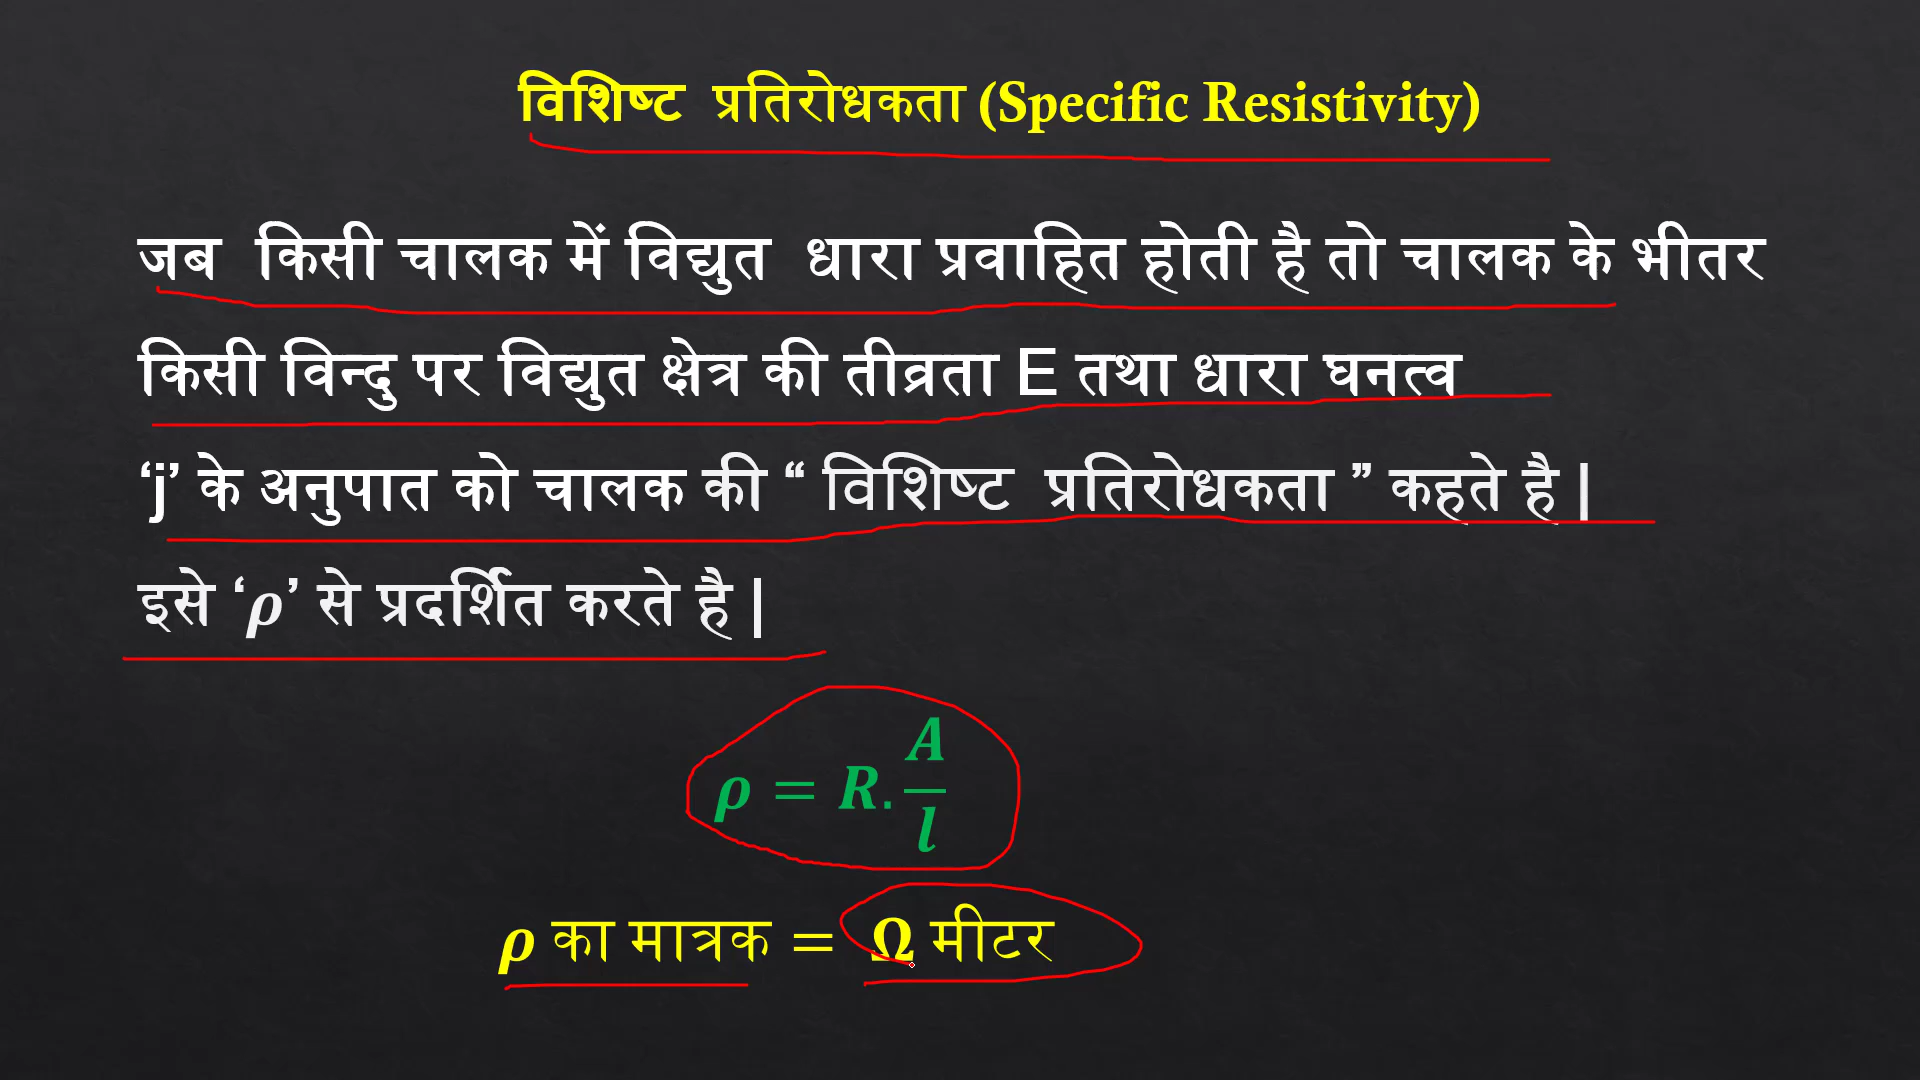 विशिष्ट प्रतिरोधकता (Specific Resistivity)
जब किसी चालक में विद्युत धारा प्रवाहित होती है तो चालक के भीतर
किसी विन्दु पर विद्युत क्षेत्र की तीव्रता E तथा धारा घनत्व
‘j’ के अनुपात को चालक की “ विशिष्ट प्रतिरोधकता ” कहते है |
इसे ‘ρ’ से प्रदर्शित करते है |
ρ = R. A/l
ρ का मात्रक = Ω मीटर